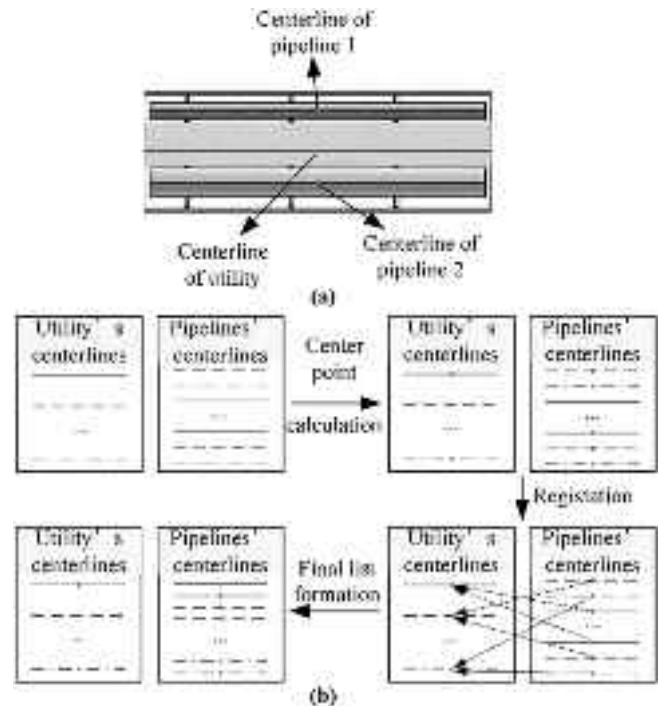 Centerline of
pipeline 1
Centerline
of utility
Centerline of
pipeline 2
(a)
Utility' s
centerlines
...
Pipelines'
centerlines
...
Center
point
calculation
Utility' s
centerlines
...
Pipelines'
centerlines
...
Registation
Utility' s
centerlines
...
Pipelines'
centerlines
...
Final list
formation
Utility' s
centerlines
...
Pipelines'
centerlines
...
(b)